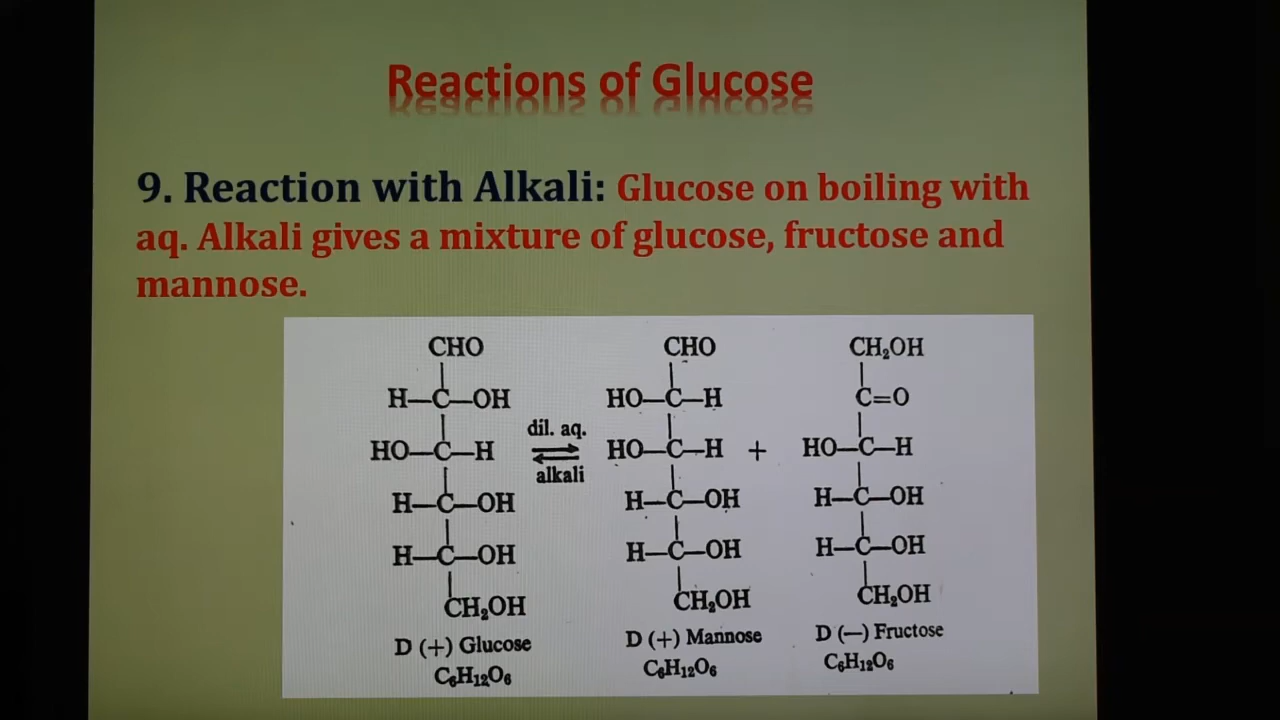 Reactions of Glucose
9. Reaction with Alkali: Glucose on boiling with
aq. Alkali gives a mixture of glucose, fructose and
mannose.
CHO CHO CH₂OH
H—C—OH HO—C—H C=O
HO—C—H dil. aq. alkali HO—C—H + HO—C—H
H—C—OH H—C—OH H—C—OH
H—C—OH H—C—OH H—C—OH
CH₂OH CH₂OH CH₂OH
D (+) Glucose D (+) Mannose D (—) Fructose
C₆H₁₂O₆ C₆H₁₂O₆ C₆H₁₂O₆